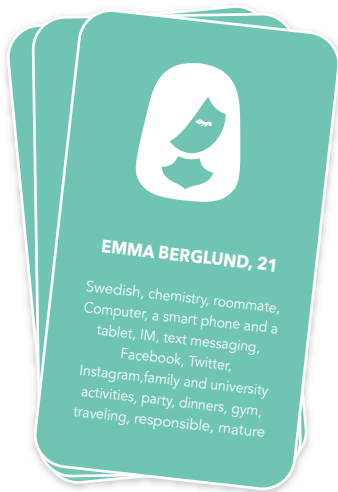 EMMA BERGLUND, 21
Swedish, chemistry, roommate,
Computer, a smart phone and a
tablet, IM, text messaging,
Facebook, Twitter,
Instagram,family and university
activities, party, dinners, gym,
traveling, responsible, mature